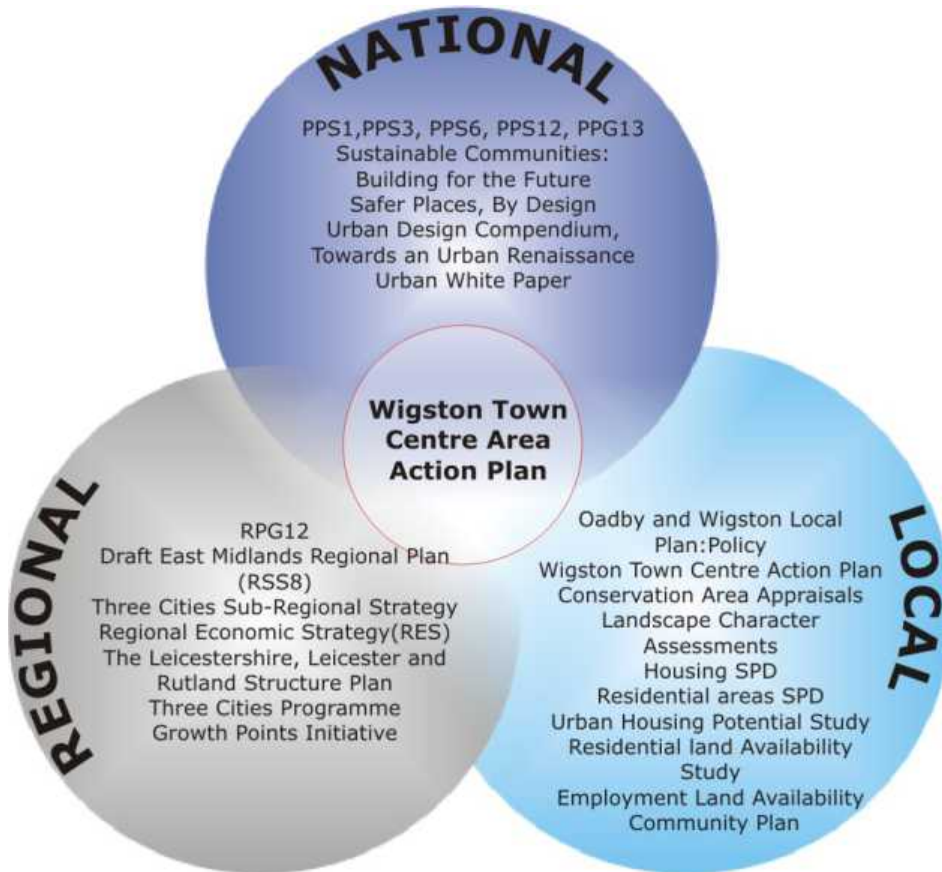 NATIONAL
PPS1,PPS3, PPS6, PPS12, PPG13
Sustainable Communities:
Building for the Future
Safer Places, By Design
Urban Design Compendium,
Towards an Urban Renaissance
Urban White Paper
Wigston Town
Centre Area
Action Plan
REGIONAL
RPG12
Draft East Midlands Regional Plan
(RSS8)
Three Cities Sub-Regional Strategy
Regional Economic Strategy(RES)
The Leicestershire, Leicester and
Rutland Structure Plan
Three Cities Programme
Growth Points Initiative
LOCAL
Oadby and Wigston Local
Plan:Policy
Wigston Town Centre Action Plan
Conservation Area Appraisals
Landscape Character
Assessments
Housing SPD
Residential areas SPD
Urban Housing Potential Study
Residential land Availability
Study
Employment Land Availability
Community Plan